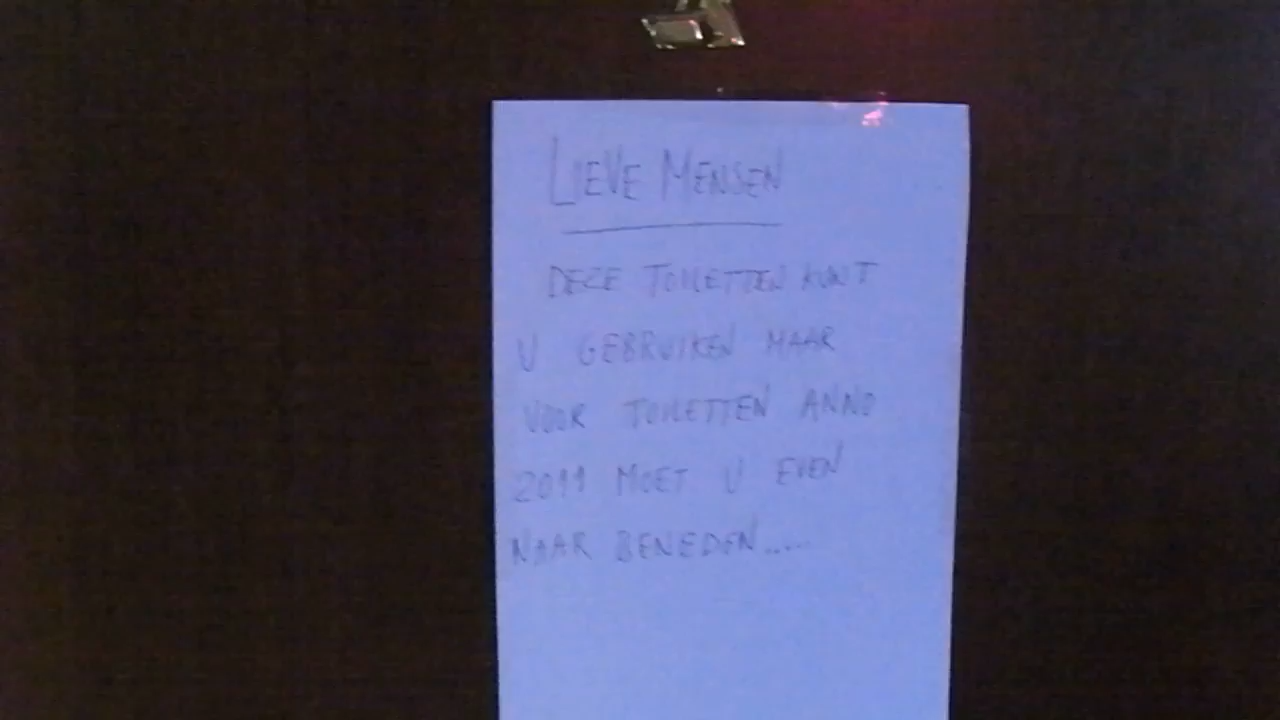 LIEVE MENSEN
DEZE TOILETTEN KUNT
U GEBRUIKEN MAAR
VOOR TOILETTEN ANNO
2011 MOET U EVEN
NAAR BENEDEN.....